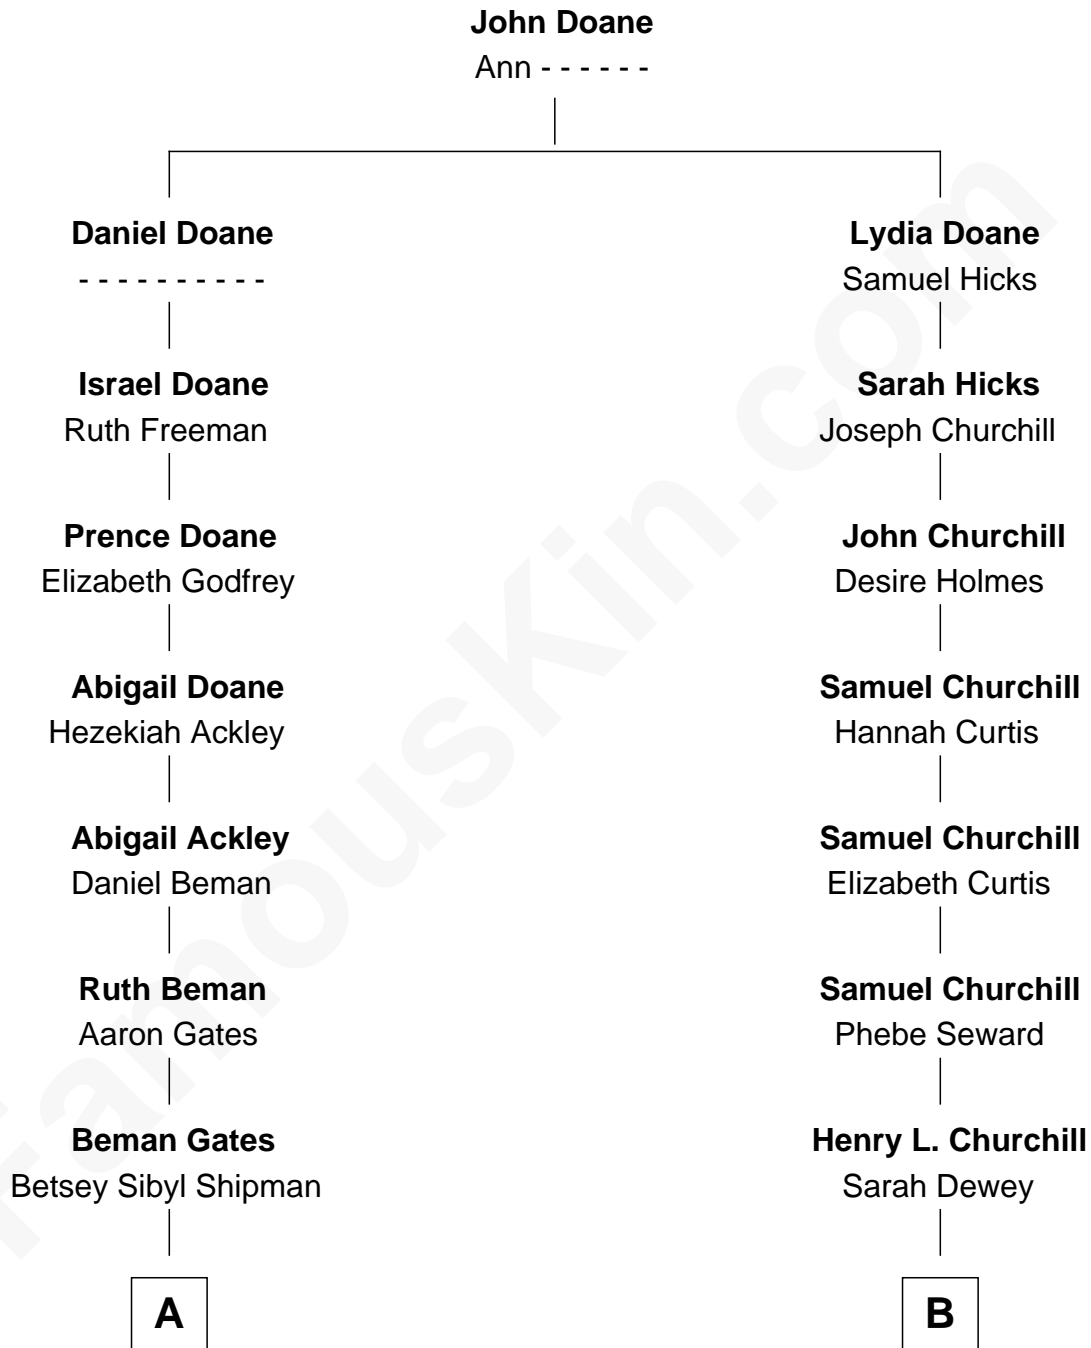 John Doane
Ann - - - - - -
Daniel Doane
- - - - - - - - - -
Lydia Doane
Samuel Hicks
Israel Doane
Ruth Freeman
Sarah Hicks
Joseph Churchill
Prence Doane
Elizabeth Godfrey
John Churchill
Desire Holmes
Abigail Doane
Hezekiah Ackley
Samuel Churchill
Hannah Curtis
Abigail Ackley
Daniel Beman
Samuel Churchill
Elizabeth Curtis
Ruth Beman
Aaron Gates
Samuel Churchill
Phebe Seward
Beman Gates
Betsey Sibyl Shipman
Henry L. Churchill
Sarah Dewey
A
B
FamousKin.com